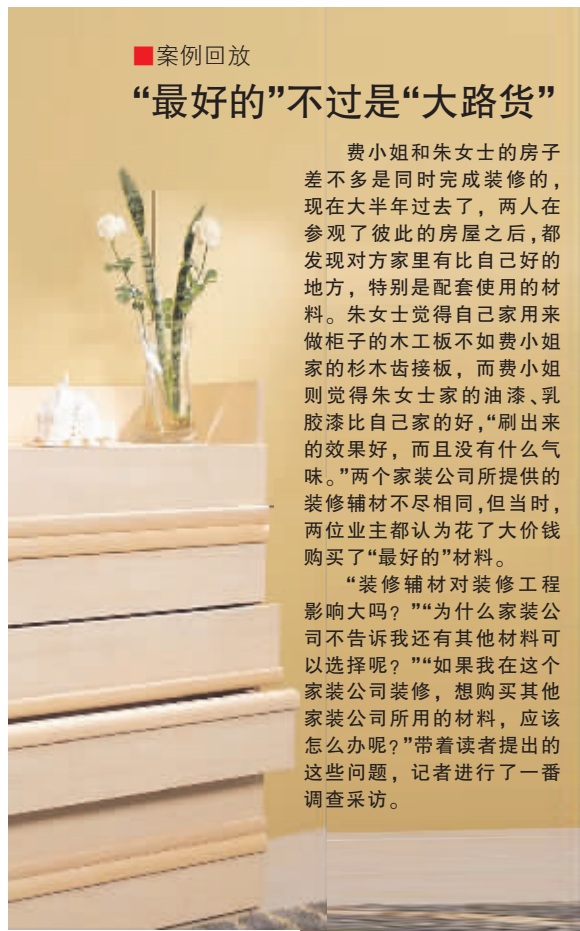 ■案例回放
“最好的”不过是“大路货”
费小姐和朱女士的房子
差不多是同时完成装修的，
现在大半年过去了，两人在
参观了彼此的房屋之后，都
发现对方家里有比自己好的
地方，特别是配套使用的材
料。朱女士觉得自己家用来
做柜子的木工板不如费小姐
家的杉木齿接板，而费小姐
则觉得朱女士家的油漆、乳
胶漆比自己家的好，“刷出来
的效果好，而且没有什么气
味。”两个家装公司所提供的
装修辅材不尽相同，但当时，
两位业主都认为花了大价钱
购买了“最好的”材料。
“装修辅材对装修工程
影响大吗？”“为什么家装公
司不告诉我还有其他材料可
以选择呢？”“如果我在这个
家装公司装修，想购买其他
家装公司所用的材料，应该
怎么办呢？”带着读者提出的
这些问题，记者进行了一番
调查采访。